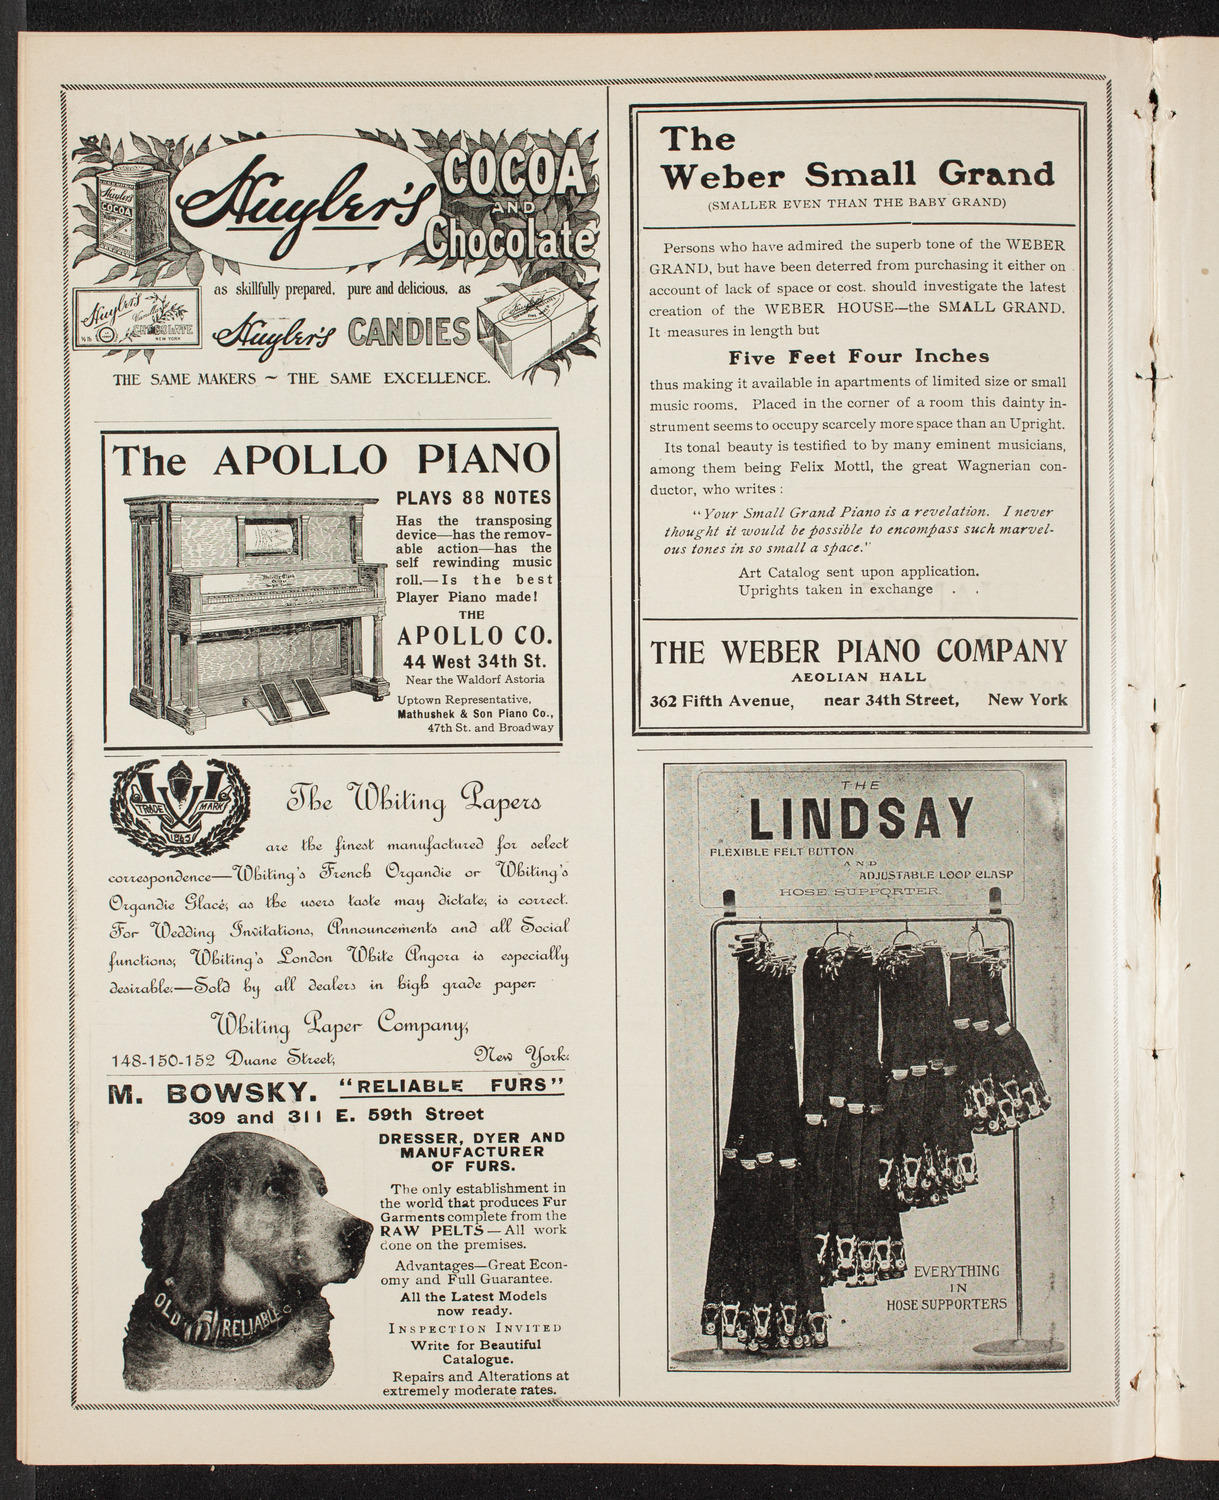 Huyler's
COCOA
AND
Chocolate
Huyler's
COCOA
as skillfully prepared, pure and delicious, as
Huyler's
CHOCOLATE
NEW YORK
Huyler's CANDIES
THE SAME MAKERS ~ THE SAME EXCELLENCE.
The APOLLO PIANO
PLAYS 88 NOTES
Has the transposing
device—has the remov-
able action—has the
self rewinding music
roll.—Is the best
Player Piano made!
THE
APOLLO CO.
44 West 34th St.
Near the Waldorf Astoria
Uptown Representative,
Mathushek & Son Piano Co.,
47th St. and Broadway
TRADE MARK
1865
The Whiting Papers
are the finest manufactured for select
correspondence—Whiting's French Organdie or Whiting's
Organdie Glacé, as the users taste may dictate, is correct.
For Wedding Invitations, Announcements and all Social
functions, Whiting's London White Angora is especially
desirable.—Sold by all dealers in high grade paper.
Whiting Paper Company,
148-150-152 Duane Street, New York.
M. BOWSKY. "RELIABLE FURS"
309 and 311 E. 59th Street
DRESSER, DYER AND
MANUFACTURER
OF FURS.
The only establishment in
the world that produces Fur
Garments complete from the
RAW PELTS—All work
done on the premises.
Advantages—Great Econ-
omy and Full Guarantee.
All the Latest Models
now ready.
INSPECTION INVITED
Write for Beautiful
Catalogue.
Repairs and Alterations at
extremely moderate rates.
OLD RELIABLE
The
Weber Small Grand
(SMALLER EVEN THAN THE BABY GRAND)
Persons who have admired the superb tone of the WEBER
GRAND, but have been deterred from purchasing it either on
account of lack of space or cost, should investigate the latest
creation of the WEBER HOUSE—the SMALL GRAND.
It measures in length but
Five Feet Four Inches
thus making it available in apartments of limited size or small
music rooms. Placed in the corner of a room this dainty in-
strument seems to occupy scarcely more space than an Upright.
Its tonal beauty is testified to by many eminent musicians,
among them being Felix Mottl, the great Wagnerian con-
ductor, who writes :
"Your Small Grand Piano is a revelation. I never
thought it would be possible to encompass such marvel-
ous tones in so small a space."
Art Catalog sent upon application.
Uprights taken in exchange . .
THE WEBER PIANO COMPANY
AEOLIAN HALL
362 Fifth Avenue, near 34th Street, New York
THE
LINDSAY
FLEXIBLE FELT BUTTON
AND
ADJUSTABLE LOOP CLASP
HOSE SUPPORTER
EVERYTHING
IN
HOSE SUPPORTERS